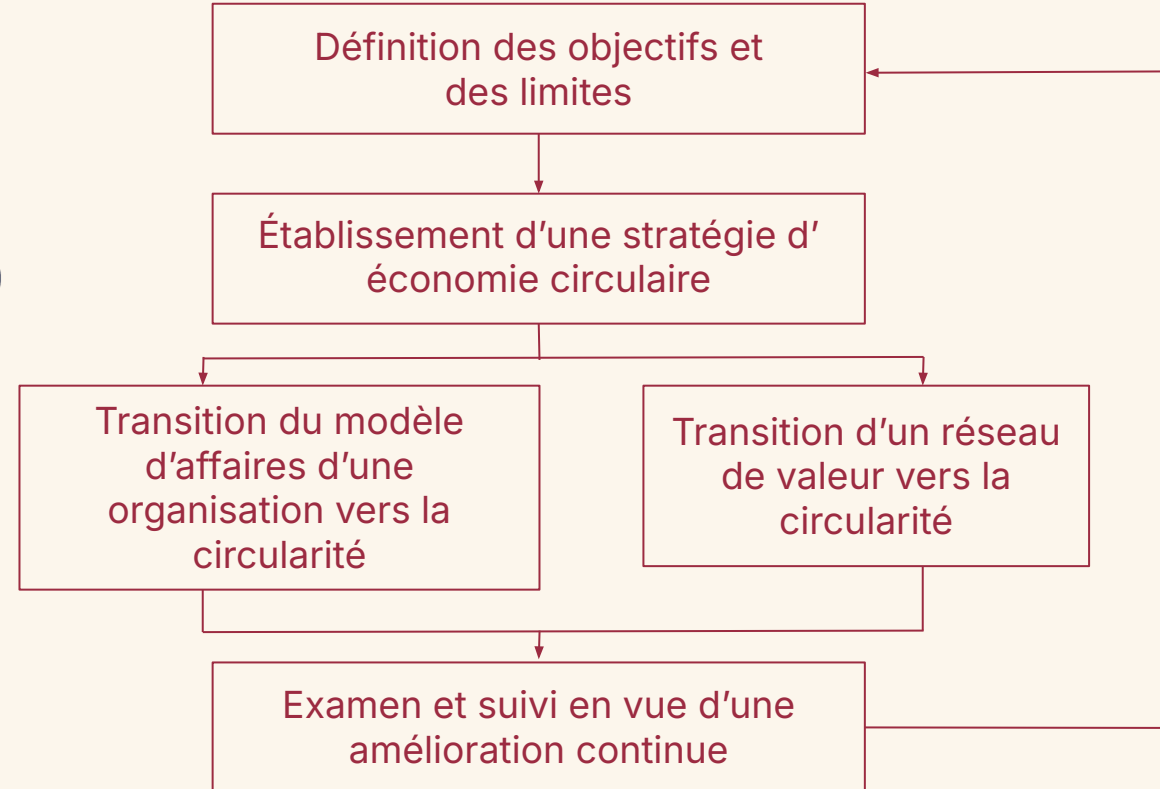 Définition des objectifs et
des limites
Établissement d’une stratégie d’
économie circulaire
Transition du modèle
d’affaires d’une
organisation vers la
circularité
Transition d’un réseau
de valeur vers la
circularité
Examen et suivi en vue d’une
amélioration continue